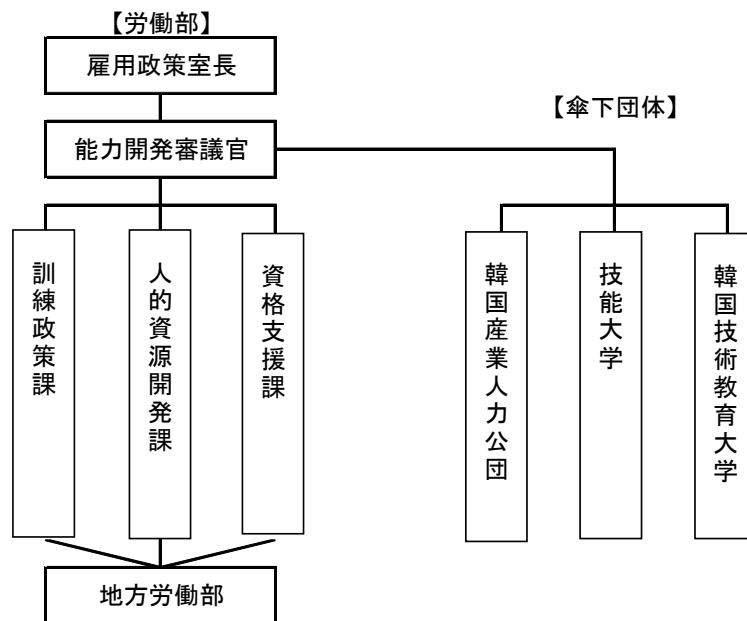 【労働部】
雇用政策室長
【傘下団体】
能力開発審議官
訓練政策課
人的資源開発課
資格支援課
韓国産業人力公団
技能大学
韓国技術教育大学
地方労働部